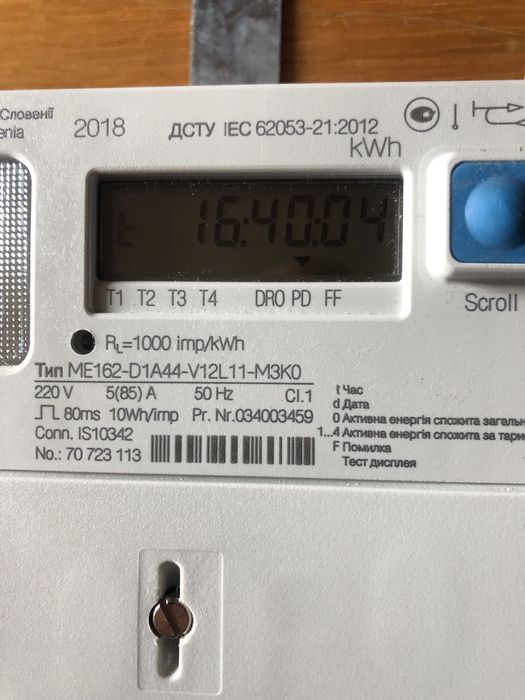 Словенії
enia
2018
ДСТУ IEC 62053-21:2012
kWh
t 16:40:04
T1 T2 T3 T4 DRO PD FF
Scroll
RL=1000 imp/kWh
Тип ME162-D1A44-V12L11-M3K0
220 V 5(85) A 50 Hz Cl.1
80ms 10Wh/imp Pr. Nr.034003459
Conn. IS10342
No.: 70 723 113
t Час
d Дата
0 Активна енергія спожита загаль
1...4 Активна енергія спожита за тари
F Помилка
Тест дисплея